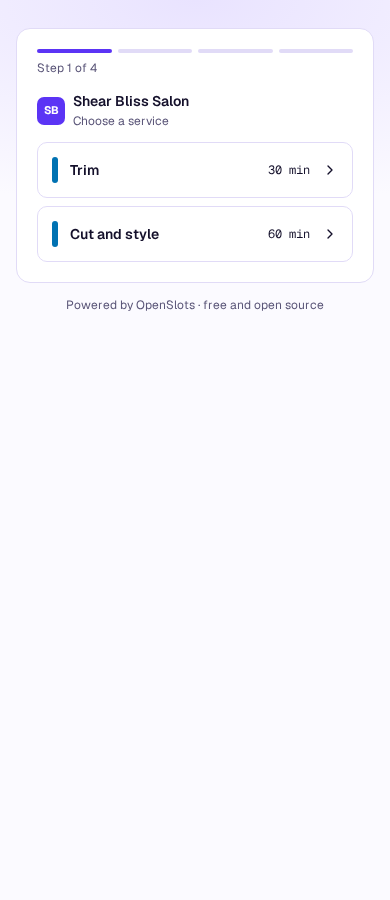 Step 1 of 4
SB
Shear Bliss Salon
Choose a service
Trim 30 min
Cut and style 60 min
Powered by OpenSlots · free and open source